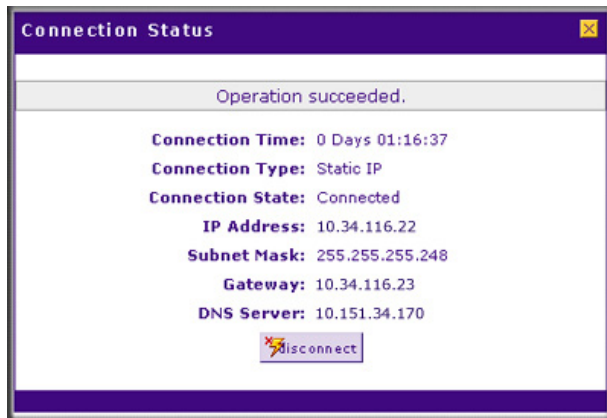 Connection Status
Operation succeeded.
Connection Time: 0 Days 01:16:37
Connection Type: Static IP
Connection State: Connected
IP Address: 10.34.116.22
Subnet Mask: 255.255.255.248
Gateway: 10.34.116.23
DNS Server: 10.151.34.170
disconnect